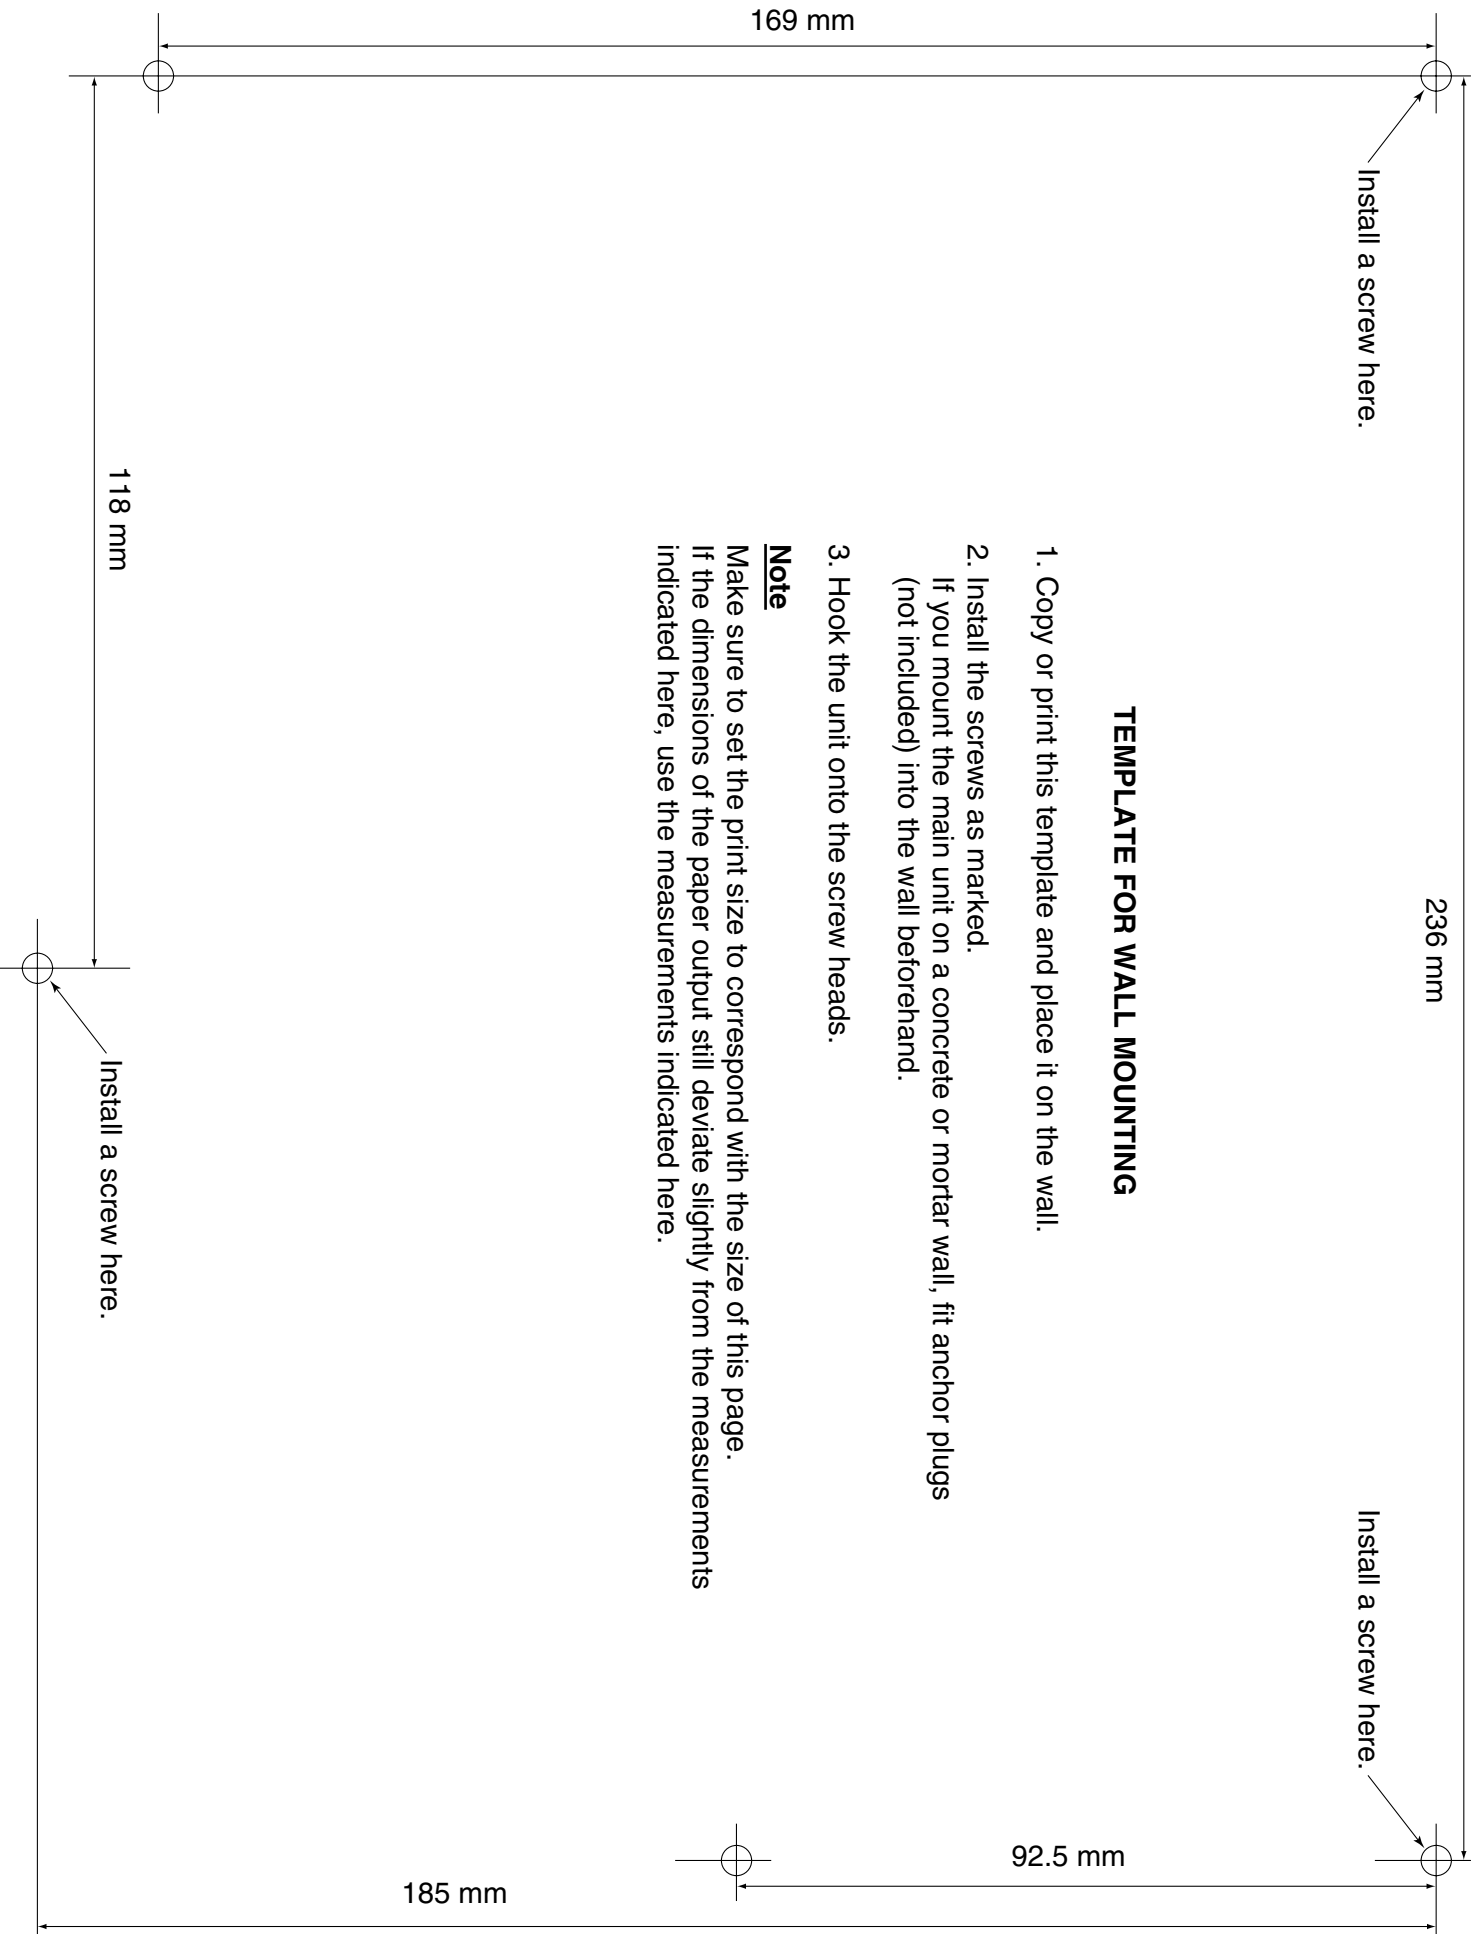 169 mm
236 mm
Install a screw here.
Install a screw here.
TEMPLATE FOR WALL MOUNTING
1. Copy or print this template and place it on the wall.
2. Install the screws as marked.
If you mount the main unit on a concrete or mortar wall, fit anchor plugs
(not included) into the wall beforehand.
3. Hook the unit onto the screw heads.
Note
Make sure to set the print size to correspond with the size of this page.
If the dimensions of the paper output still deviate slightly from the measurements
indicated here, use the measurements indicated here.
92.5 mm
185 mm
118 mm
Install a screw here.